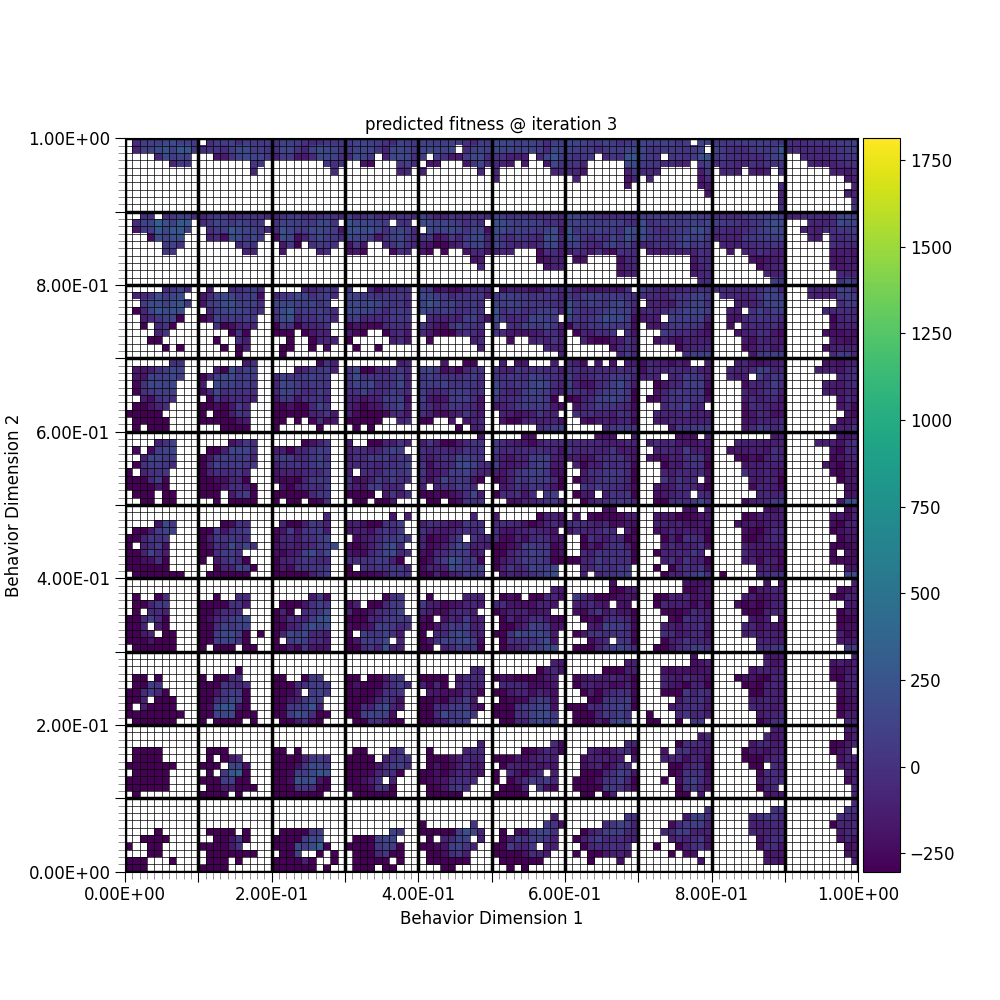 predicted fitness @ iteration 3
1.00E+00
8.00E-01
6.00E-01
4.00E-01
2.00E-01
0.00E+00
Behavior Dimension 2
0.00E+00 2.00E-01 4.00E-01 6.00E-01 8.00E-01 1.00E+00
Behavior Dimension 1
1750
1500
1250
1000
750
500
250
0
−250